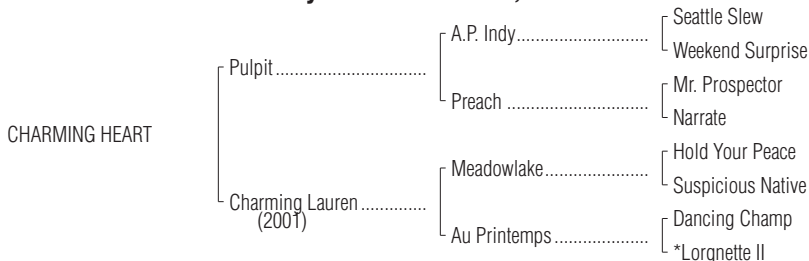 Seattle Slew
A.P. Indy
Weekend Surprise
Pulpit
Mr. Prospector
Preach
Narrate
CHARMING HEART
Hold Your Peace
Meadowlake
Suspicious Native
Charming Lauren
(2001)
Dancing Champ
Au Printemps
*Lorgnette II